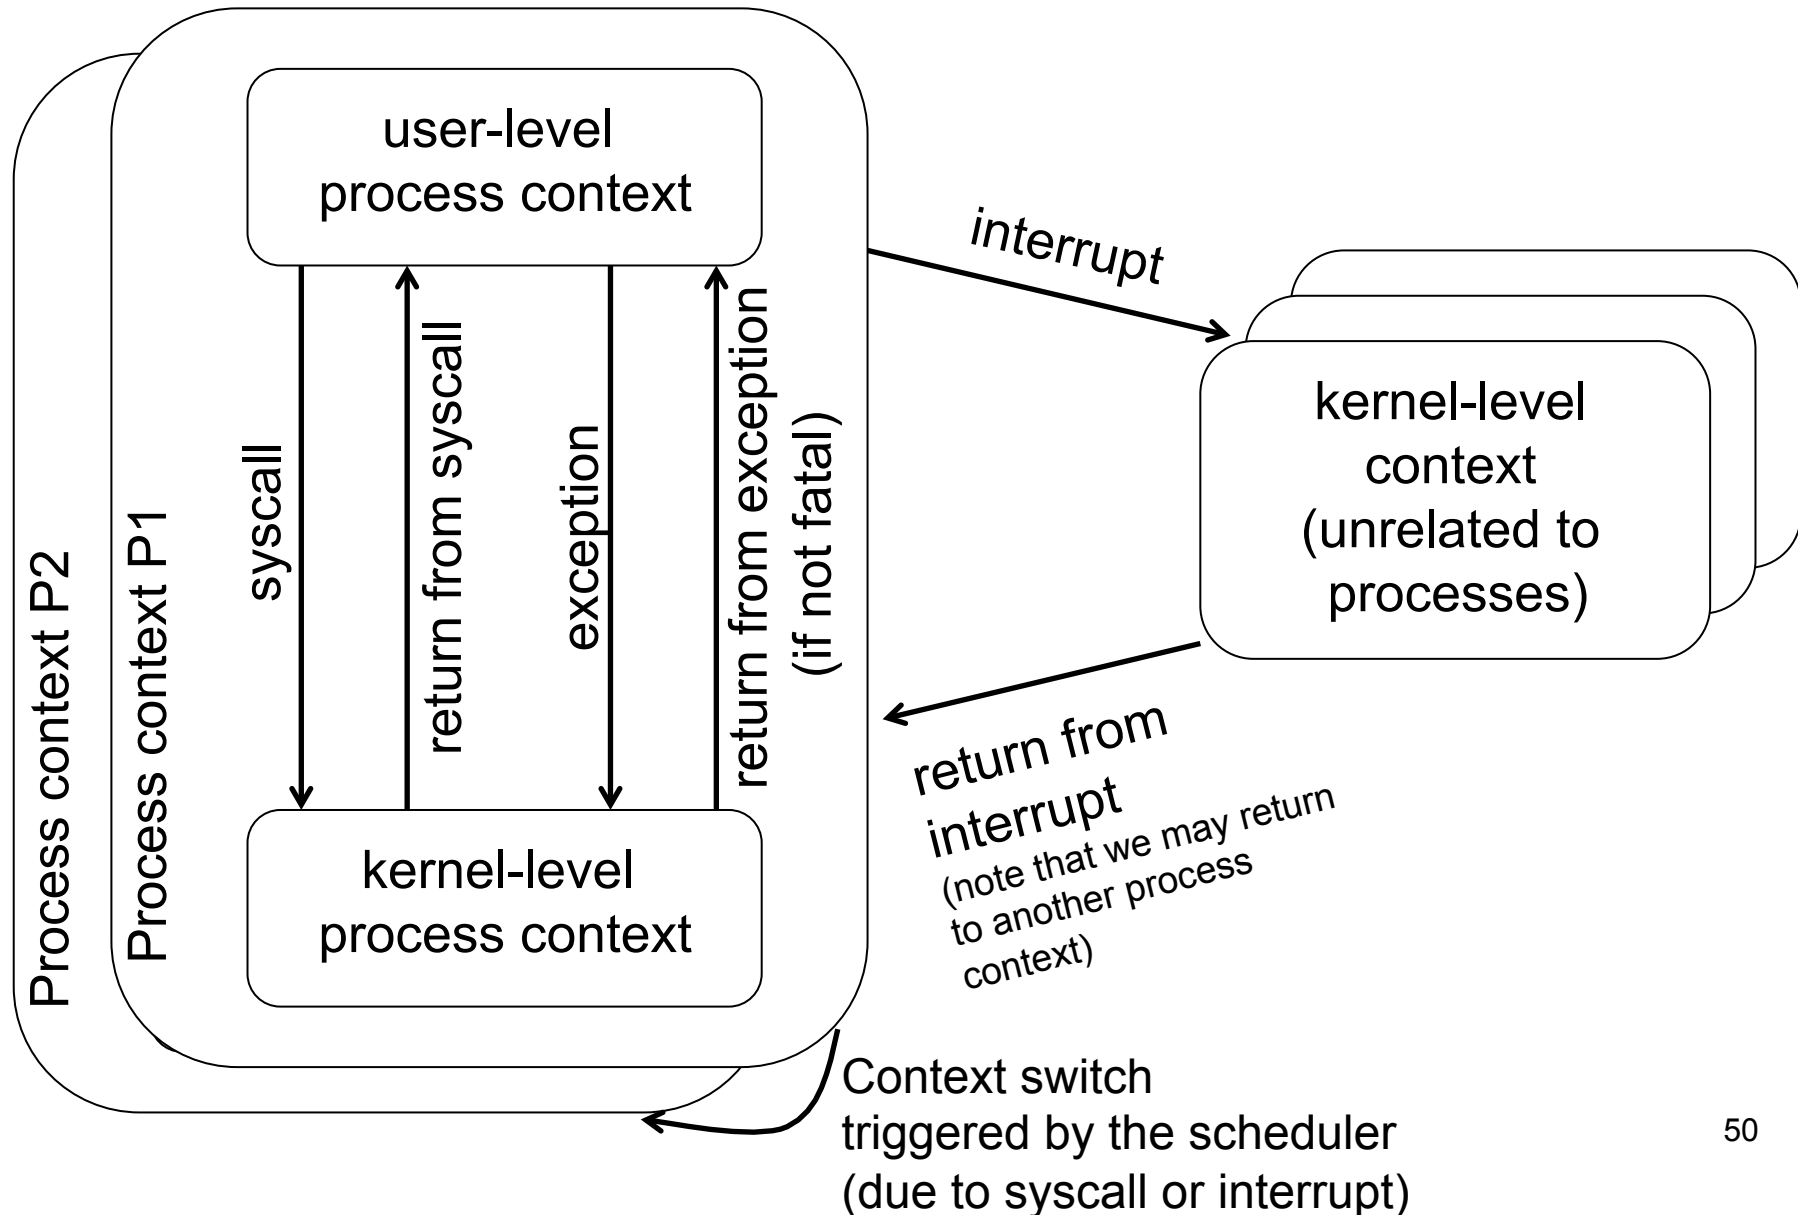 Process context P2
Process context P1
user-level
process context
syscall
return from syscall
exception
return from exception
(if not fatal)
kernel-level
process context
interrupt
kernel-level
context
(unrelated to
processes)
return from
interrupt
(note that we may return
to another process
context)
Context switch
triggered by the scheduler
(due to syscall or interrupt)
50